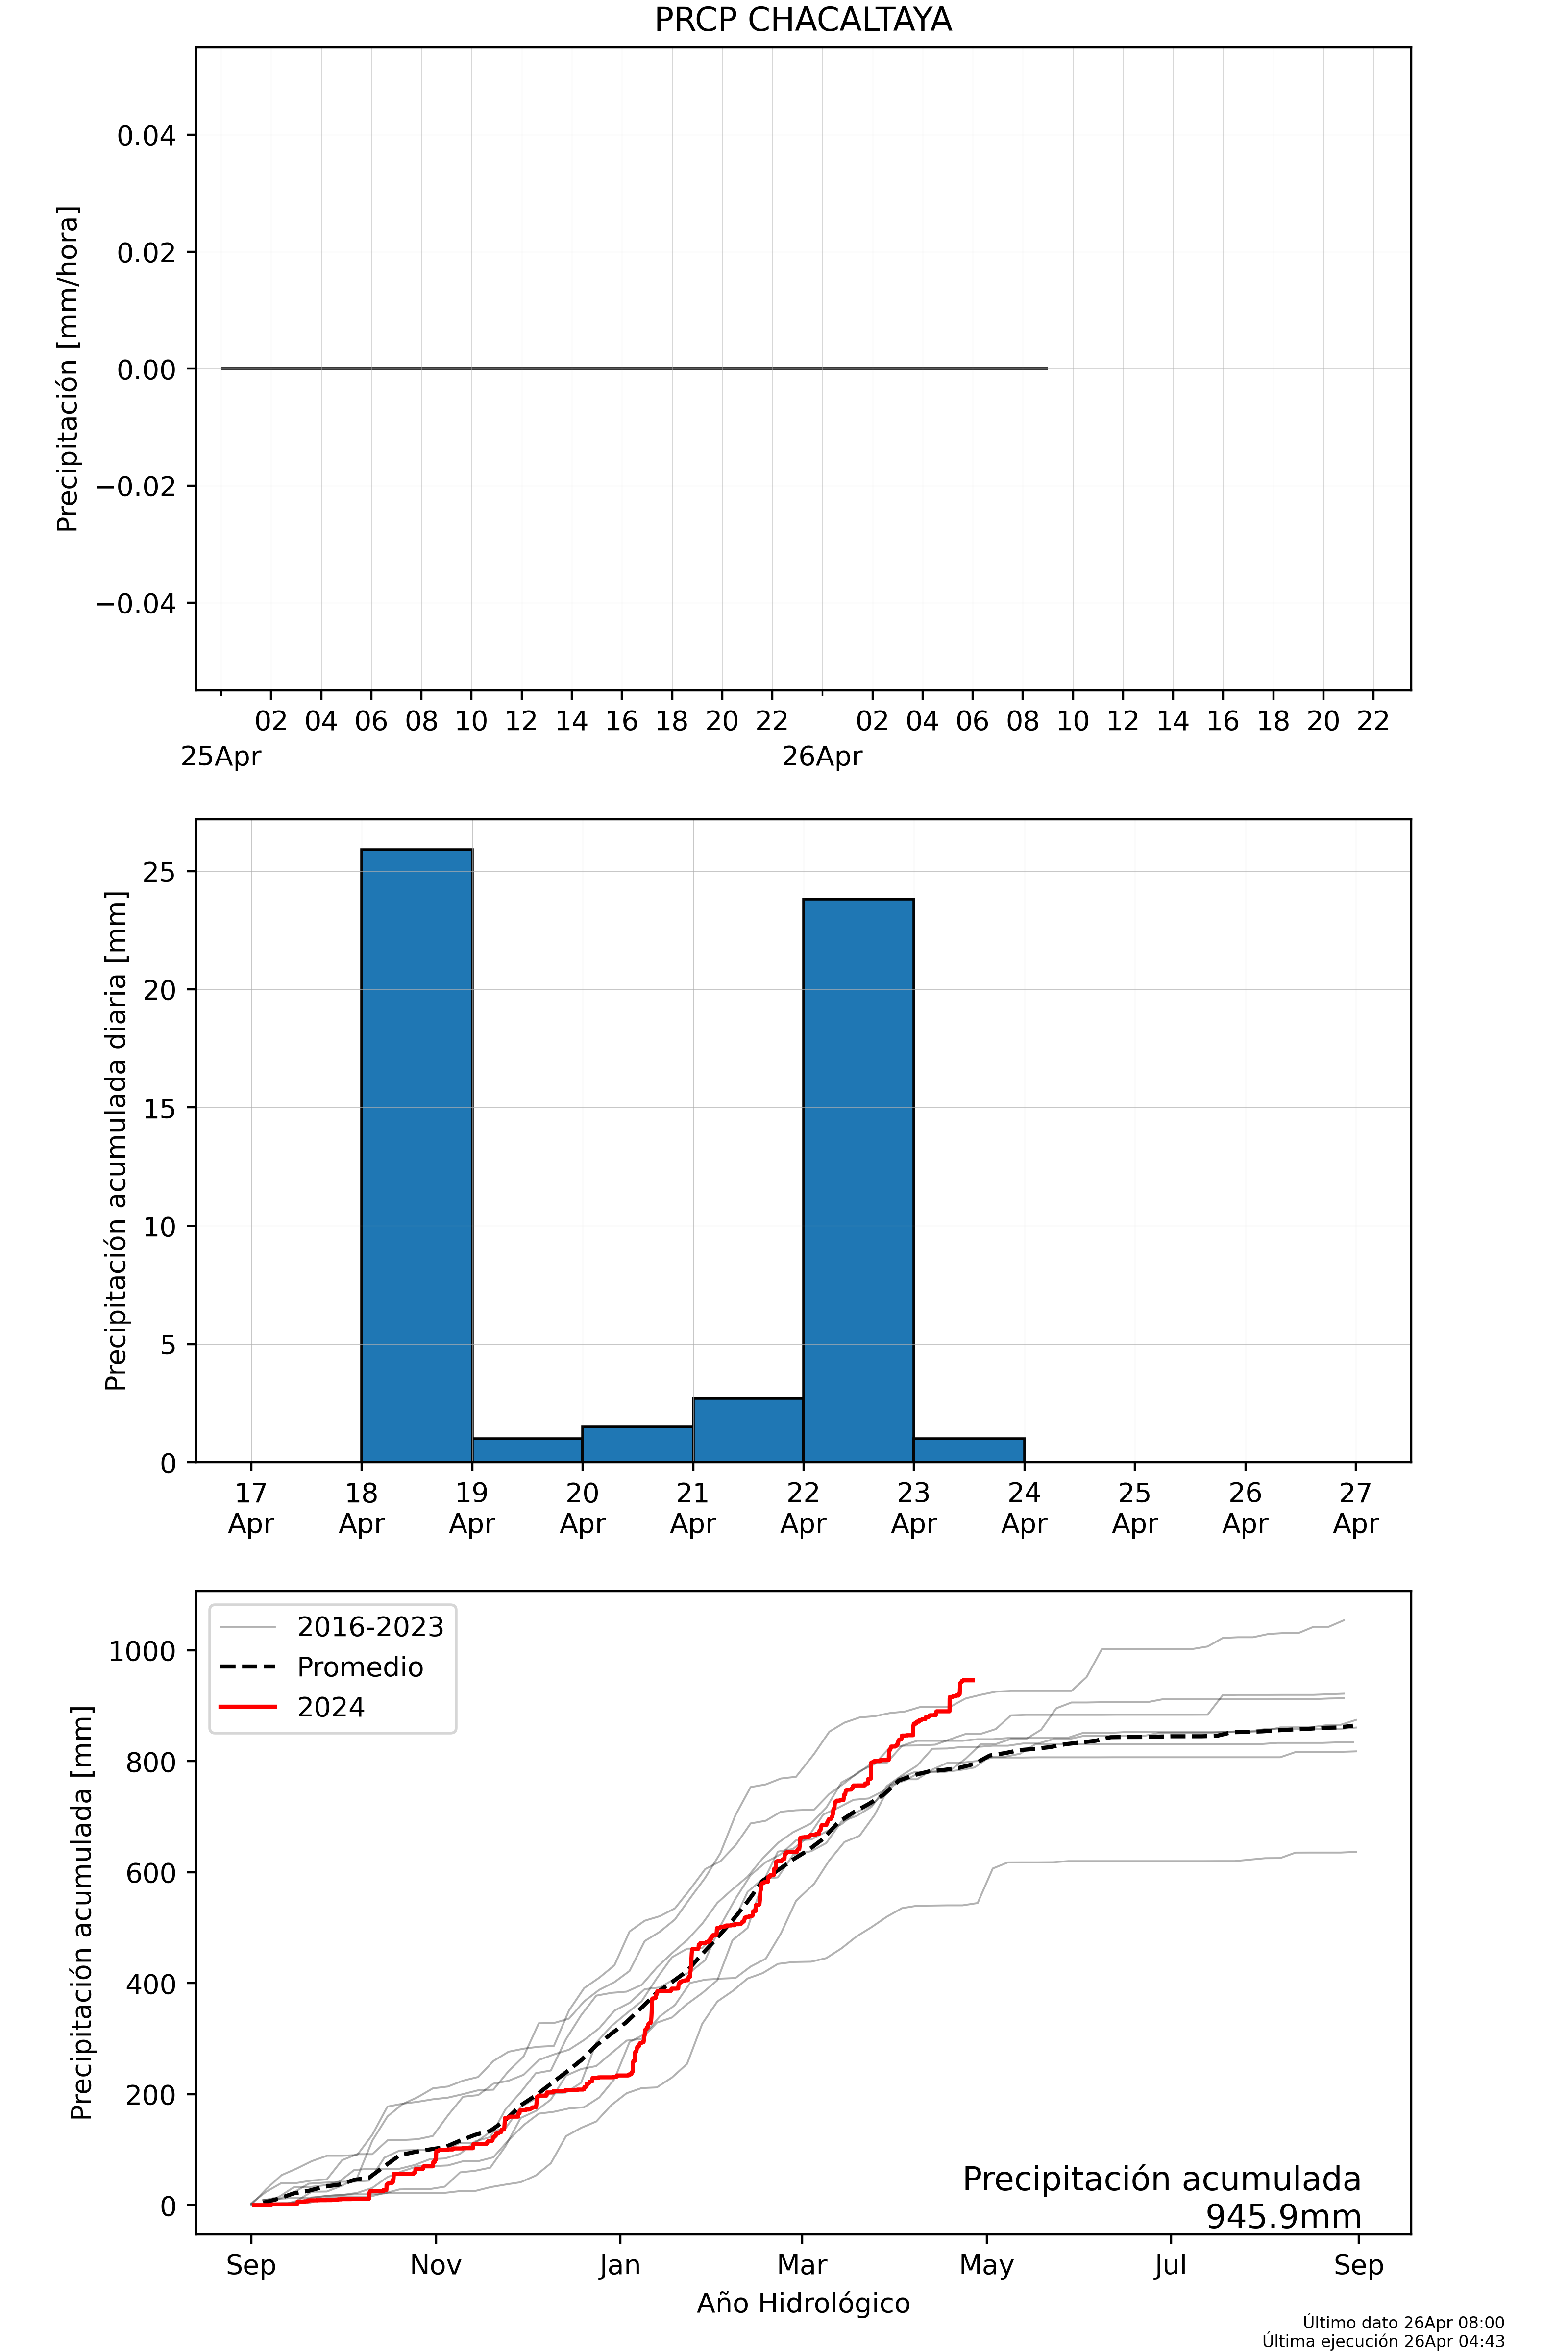 PRCP CHACALTAYA
Precipitación [mm/hora]
0.04
0.02
0.00
−0.02
−0.04
02 04 06 08 10 12 14 16 18 20 22 02 04 06 08 10 12 14 16 18 20 22
25Apr 26Apr
Precipitación acumulada diaria [mm]
25
20
15
10
5
0
17 18 19 20 21 22 23 24 25 26 27
Apr Apr Apr Apr Apr Apr Apr Apr Apr Apr Apr
Precipitación acumulada [mm]
1000
800
600
400
200
0
2016-2023
Promedio
2024
Precipitación acumulada
945.9mm
Sep Nov Jan Mar May Jul Sep
Año Hidrológico
Último dato 26Apr 08:00
Última ejecución 26Apr 04:43